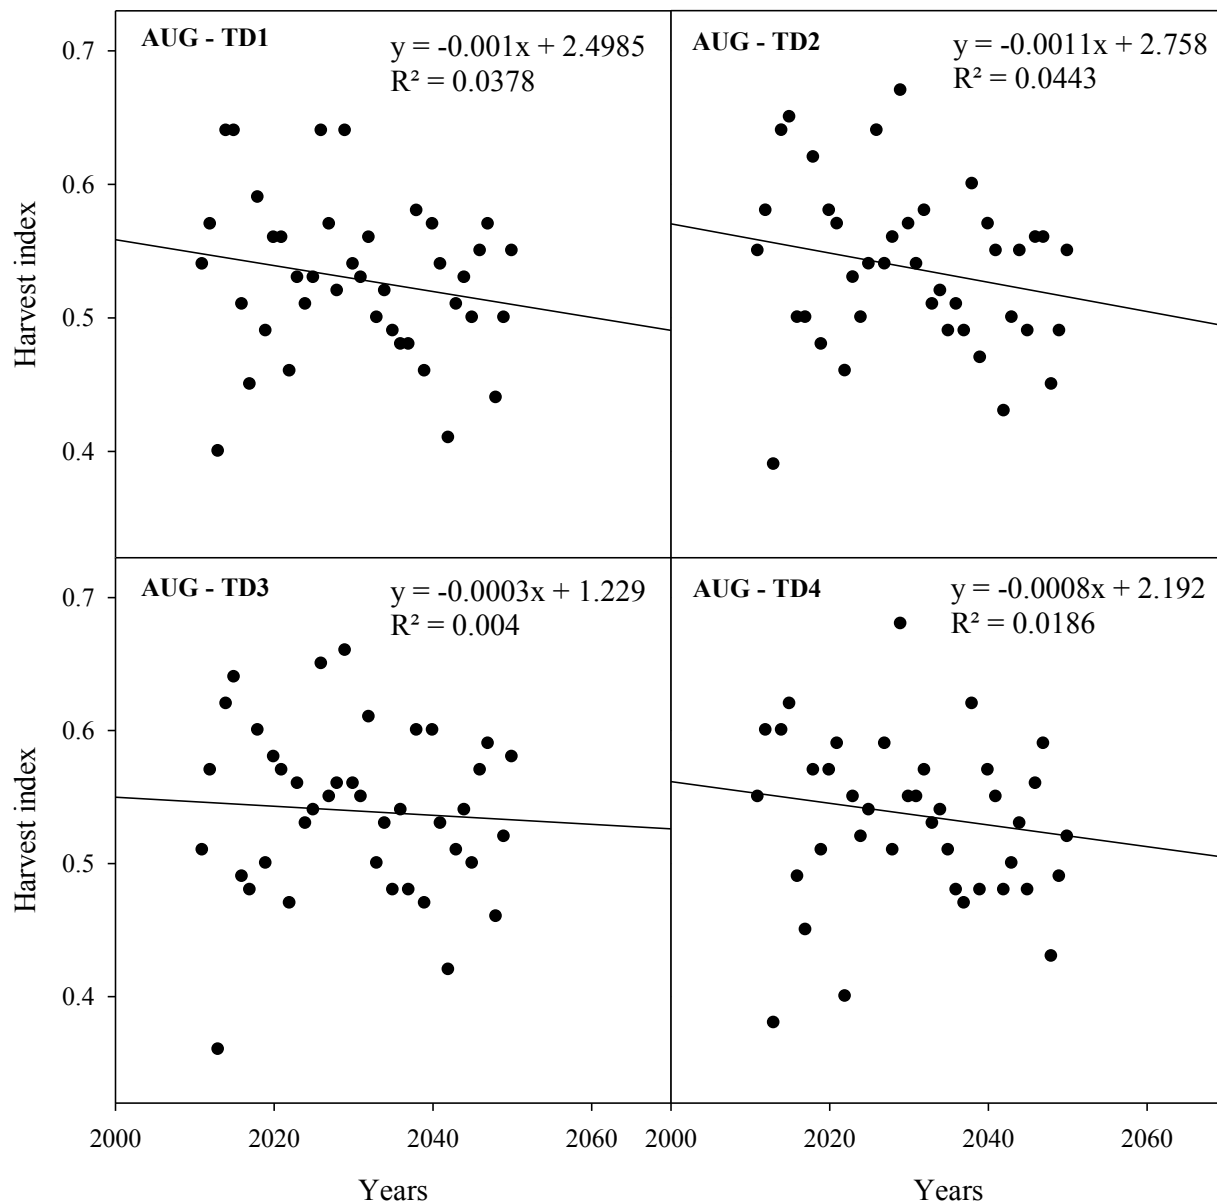 AUG - TD1
y = -0.001x + 2.4985
R² = 0.0378
AUG - TD2
y = -0.0011x + 2.758
R² = 0.0443
0.7
0.6
0.5
0.4
Harvest index
AUG - TD3
y = -0.0003x + 1.229
R² = 0.004
AUG - TD4
y = -0.0008x + 2.192
R² = 0.0186
0.7
0.6
0.5
0.4
Harvest index
2000 2020 2040 2060 2000 2020 2040 2060
Years Years